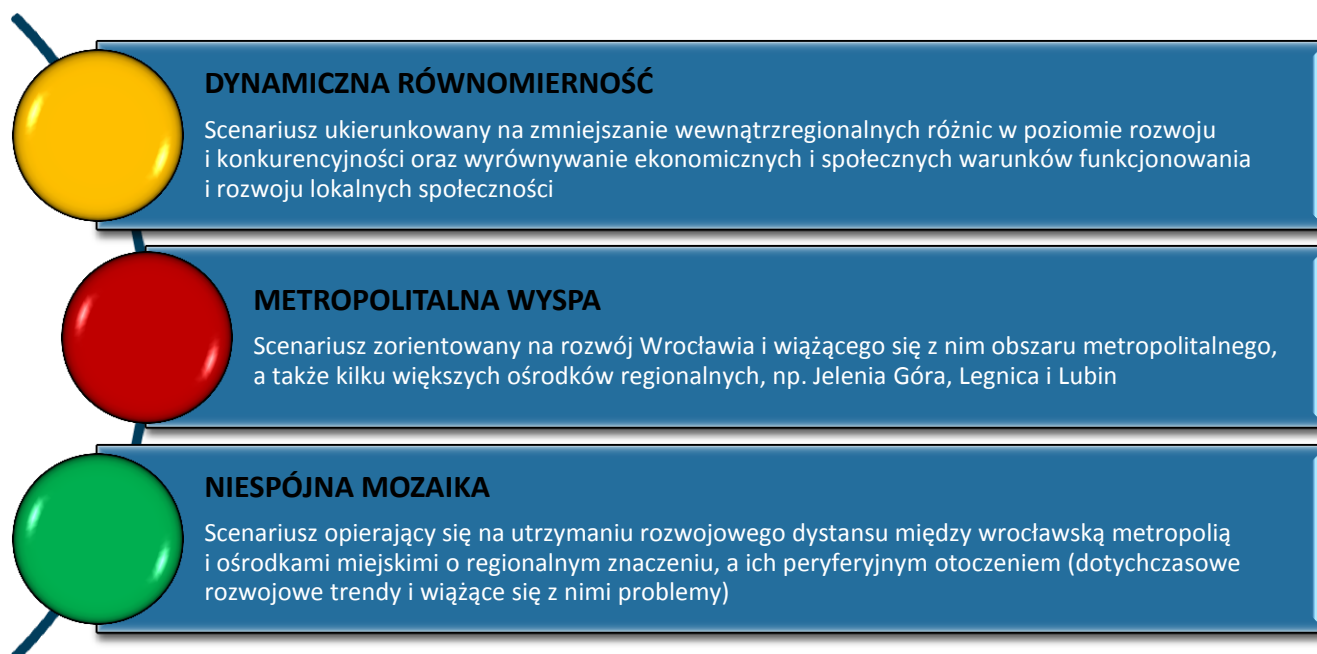 DYNAMICZNA RÓWNOMIERNOŚĆ
Scenariusz ukierunkowany na zmniejszanie wewnątrzregionalnych różnic w poziomie rozwoju
i konkurencyjności oraz wyrównywanie ekonomicznych i społecznych warunków funkcjonowania
i rozwoju lokalnych społeczności
METROPOLITALNA WYSPA
Scenariusz zorientowany na rozwój Wrocławia i wiążącego się z nim obszaru metropolitalnego,
a także kilku większych ośrodków regionalnych, np. Jelenia Góra, Legnica i Lubin
NIESPÓJNA MOZAIKA
Scenariusz opierający się na utrzymaniu rozwojowego dystansu między wrocławską metropolią
i ośrodkami miejskimi o regionalnym znaczeniu, a ich peryferyjnym otoczeniem (dotychczasowe
rozwojowe trendy i wiążące się z nimi problemy)